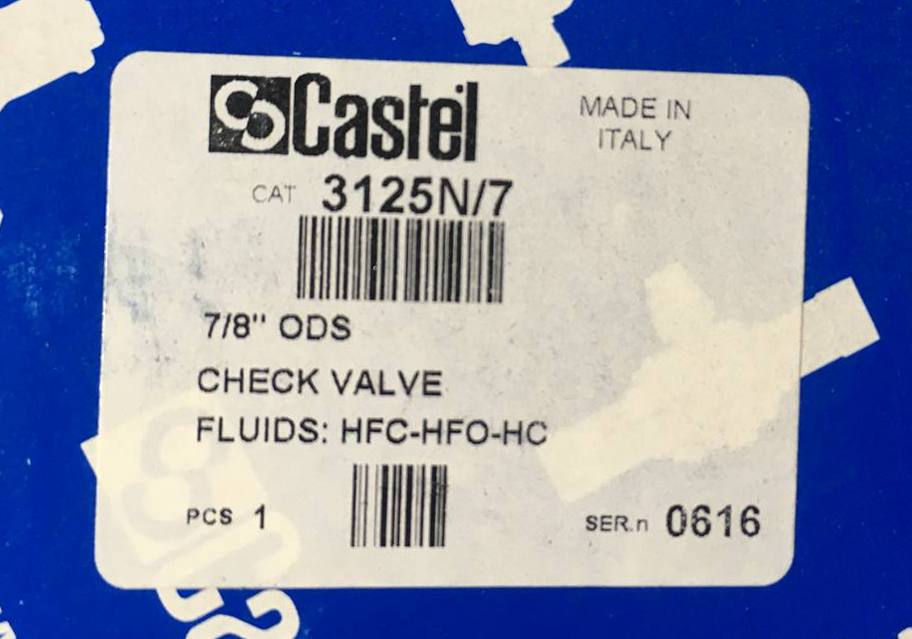 Castel
MADE IN
ITALY
CAT 3125N/7
7/8" ODS
CHECK VALVE
FLUIDS: HFC-HFO-HC
PCS 1
SER.n 0616